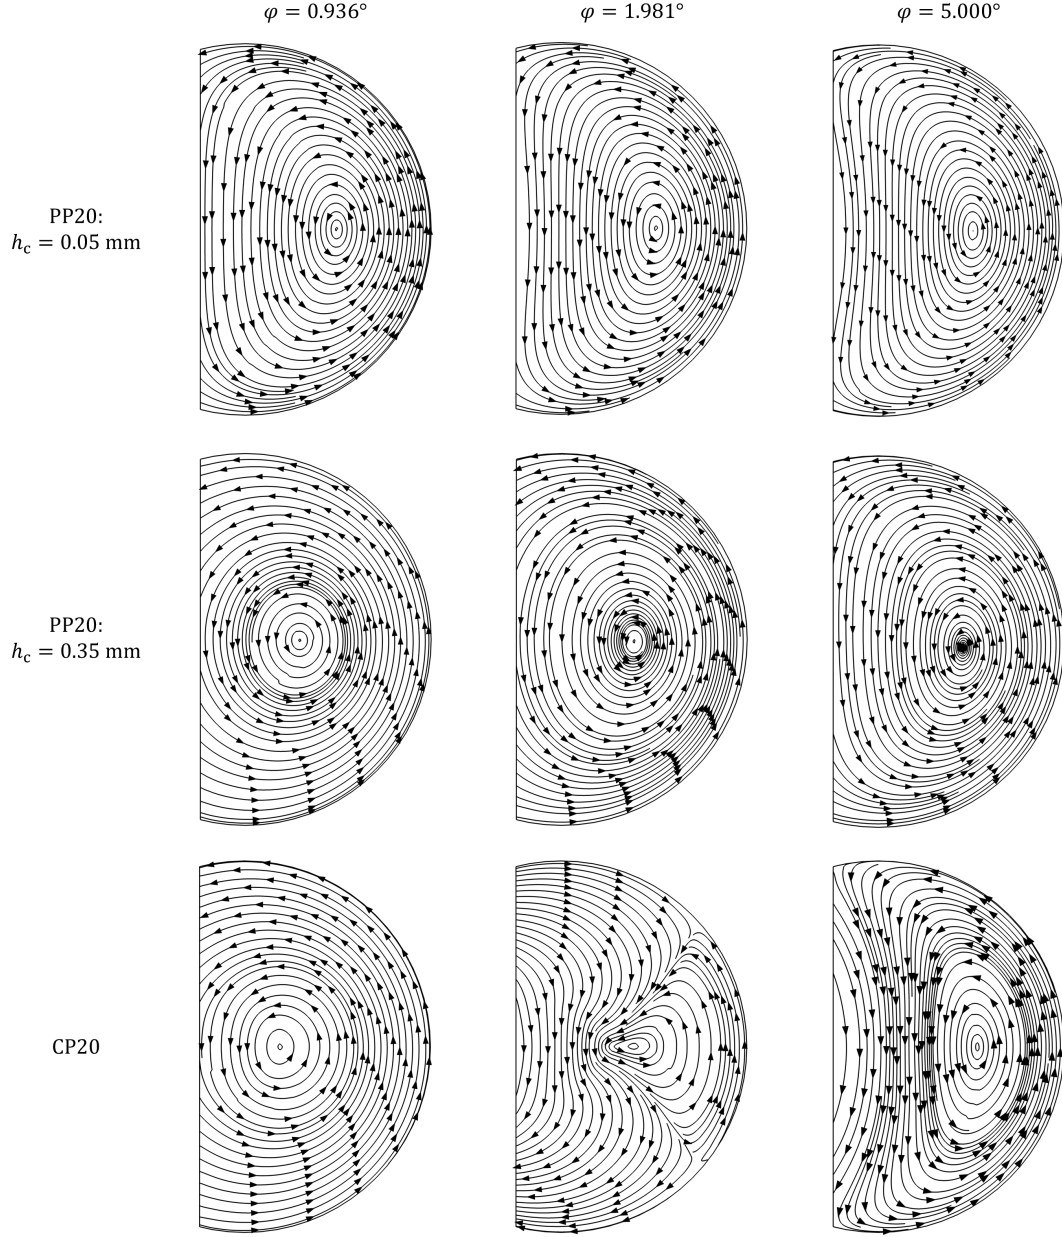 φ = 0.936°
φ = 1.981°
φ = 5.000°
PP20:
h_c = 0.05 mm
PP20:
h_c = 0.35 mm
CP20